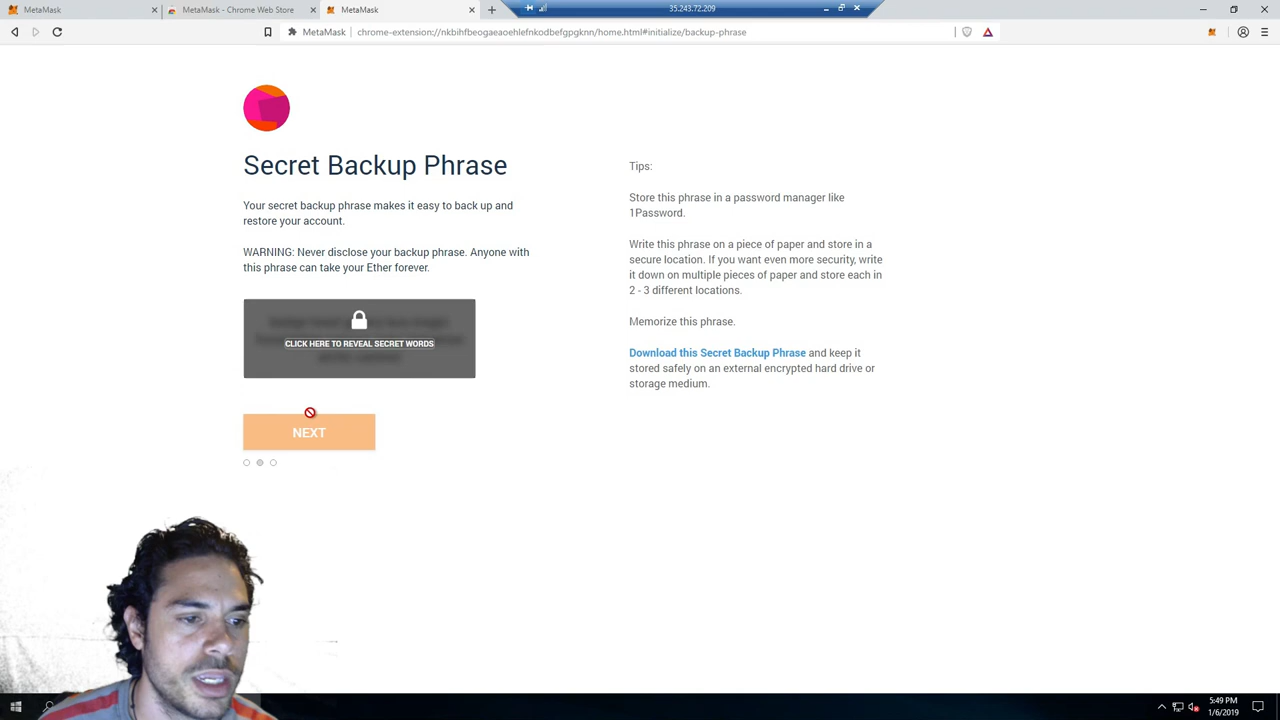 MetaMask
MetaMask - Chrome Web Store
MetaMask
35.243.72.209
MetaMask
chrome-extension://nkbihfbeogaeaoehlefnkodbefgpgknn/home.html#initialize/backup-phrase
Secret Backup Phrase
Your secret backup phrase makes it easy to back up and
restore your account.
WARNING: Never disclose your backup phrase. Anyone with
this phrase can take your Ether forever.
CLICK HERE TO REVEAL SECRET WORDS
NEXT
Tips:
Store this phrase in a password manager like
1Password.
Write this phrase on a piece of paper and store in a
secure location. If you want even more security, write
it down on multiple pieces of paper and store each in
2 - 3 different locations.
Memorize this phrase.
Download this Secret Backup Phrase and keep it
stored safely on an external encrypted hard drive or
storage medium.
5:49 PM
1/6/2019